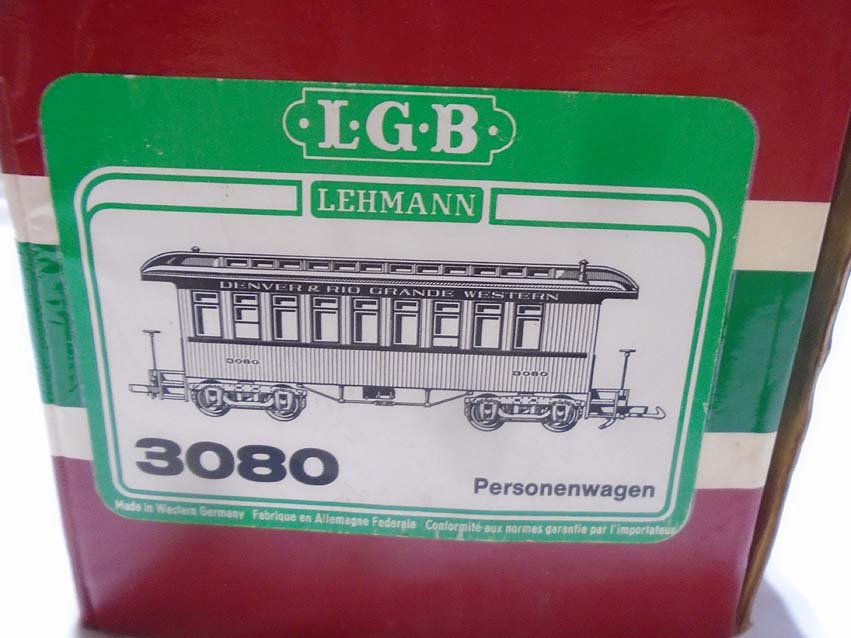 L·G·B
LEHMANN
DENVER & RIO GRANDE WESTERN
3080 3080
3080
Personenwagen
Made in Western Germany Fabrique en Allemagne Federale Conformité aux normes garantie par l'importateur